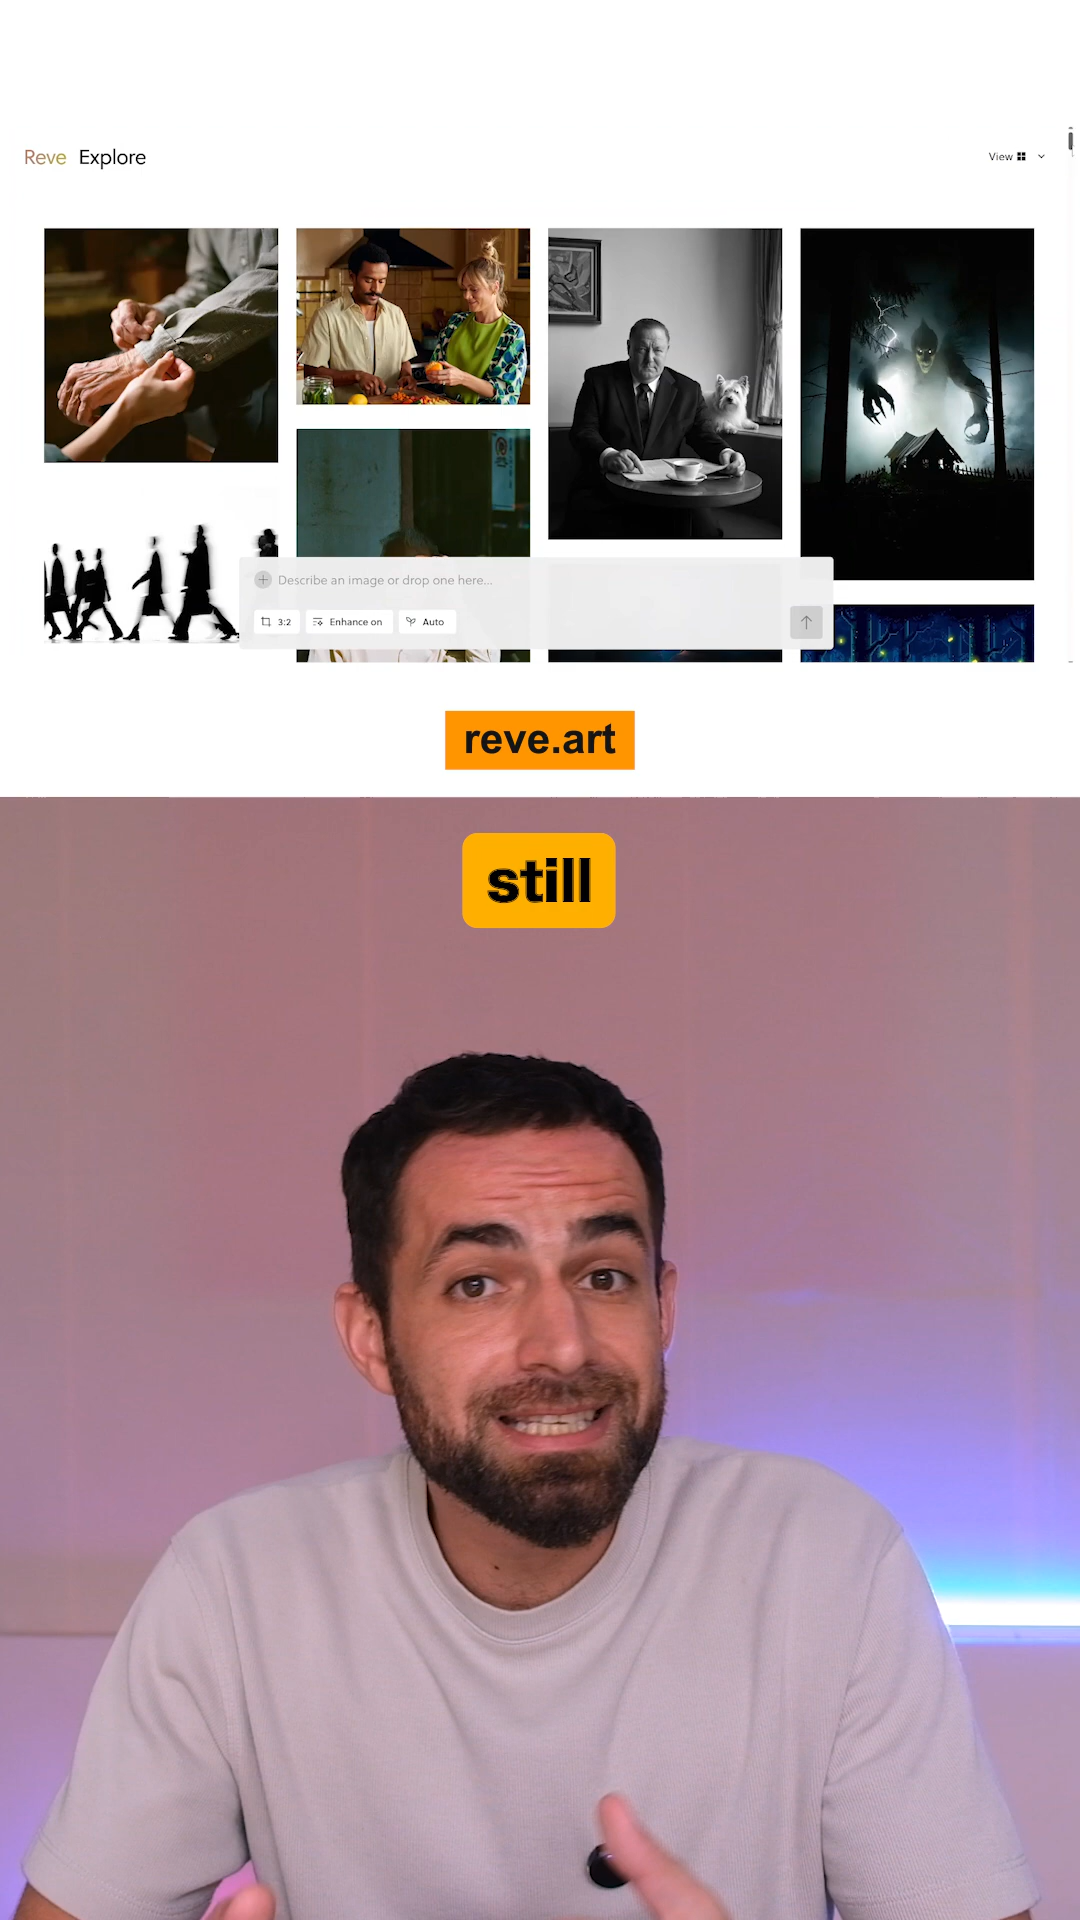 Reve Explore
View
Describe an image or drop one here...
3:2 Enhance on Auto
reve.art
still